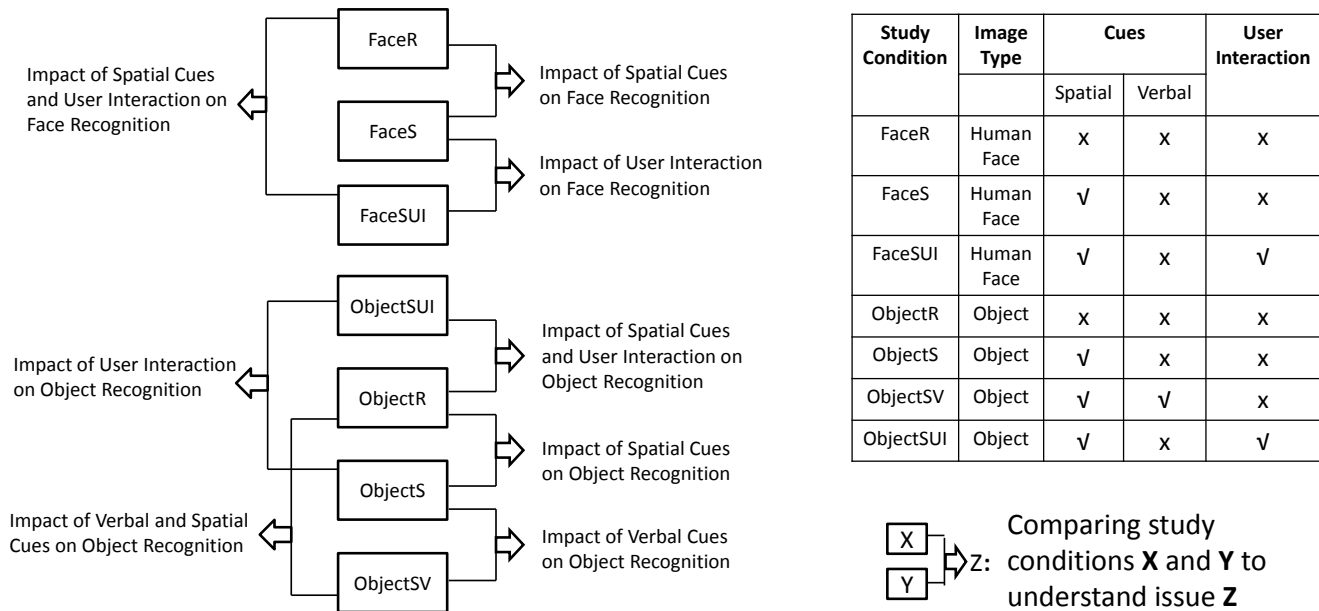 FaceR
Impact of Spatial Cues
and User Interaction on
Face Recognition
Impact of Spatial Cues
on Face Recognition
FaceS
Impact of User Interaction
on Face Recognition
FaceSUI
ObjectSUI
Impact of Spatial Cues
and User Interaction on
Object Recognition
Impact of User Interaction
on Object Recognition
ObjectR
Impact of Spatial Cues
on Object Recognition
ObjectS
Impact of Verbal and Spatial
Cues on Object Recognition
Impact of Verbal Cues
on Object Recognition
ObjectSV
Study Condition Image Type Cues User Interaction
Spatial Verbal
FaceR Human Face x x x
FaceS Human Face √ x x
FaceSUI Human Face √ x √
ObjectR Object x x x
ObjectS Object √ x x
ObjectSV Object √ √ x
ObjectSUI Object √ x √
X
Y
Z:
Comparing study
conditions X and Y to
understand issue Z